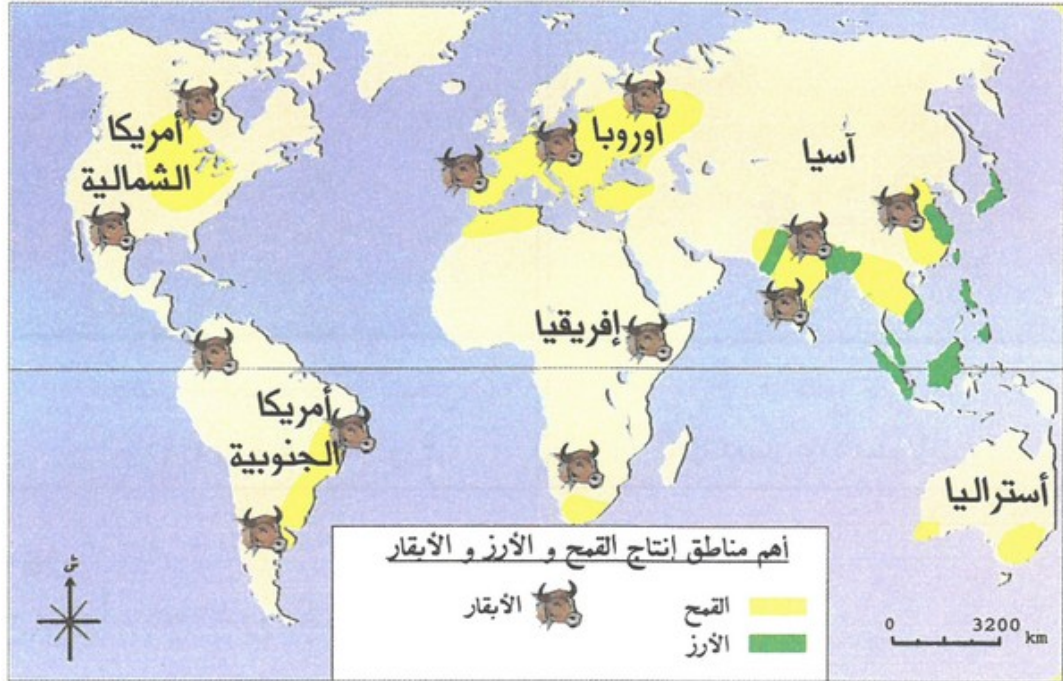 أمريكا
الشمالية
أوروبا
آسيا
إفريقيا
أمريكا
الجنوبية
أستراليا
ش
أهم مناطق إنتاج القمح و الأرز و الأبقار
القمح
الأرز
الأبقار
0 3200 km